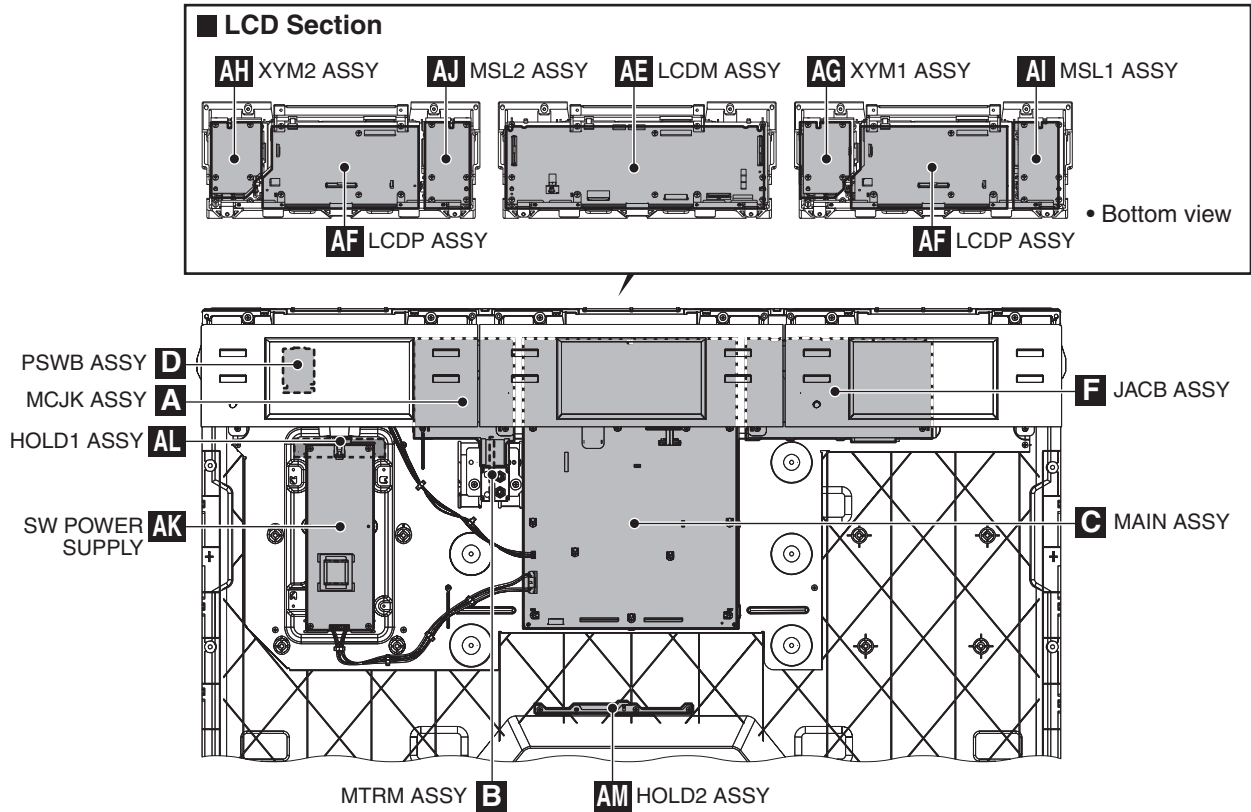 ■ LCD Section
AH XYM2 ASSY
AJ MSL2 ASSY
AE LCDM ASSY
AG XYM1 ASSY
AI MSL1 ASSY
AF LCDP ASSY
AF LCDP ASSY
• Bottom view
PSWB ASSY D
MCJK ASSY A
HOLD1 ASSY AL
SW POWER AK
SUPPLY
F JACB ASSY
C MAIN ASSY
MTRM ASSY B
AM HOLD2 ASSY